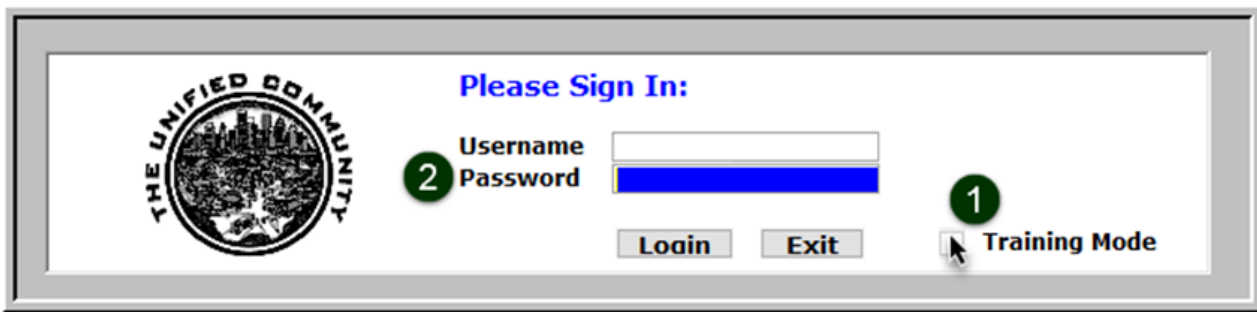 THE UNIFIED COMMUNITY
Please Sign In:
Username
2 Password
1
Login Exit Training Mode